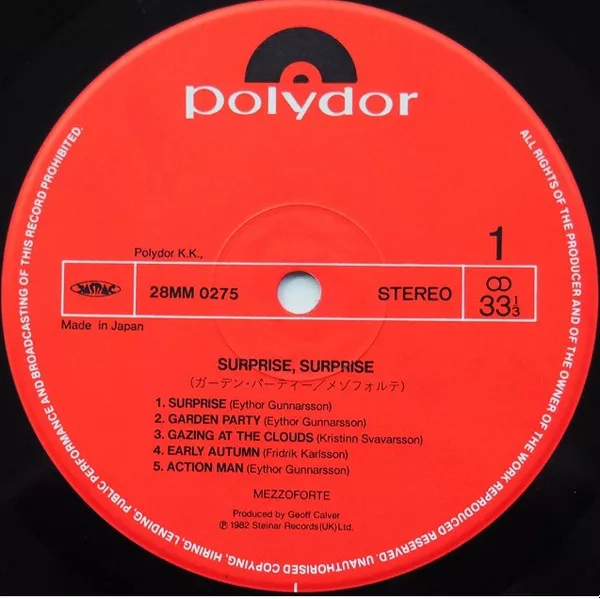 polydor
ALL RIGHTS OF THE PRODUCER AND OF THE OWNER OF THE WORK REPRODUCED RESERVED. UNAUTHORISED COPYING, HIRING, LENDING, PUBLIC PERFORMANCE AND BROADCASTING OF THIS RECORD PROHIBITED.
1
Polydor K.K.,
JASRAC
28MM 0275
STEREO
33 1/3
Made in Japan
SURPRISE, SURPRISE
(ガーデン・パーティー/メゾフォルテ)
1. SURPRISE (Eythor Gunnarsson)
2. GARDEN PARTY (Eythor Gunnarsson)
3. GAZING AT THE CLOUDS (Kristinn Svavarsson)
4. EARLY AUTUMN (Fridrik Karlsson)
5. ACTION MAN (Eythor Gunnarsson)
MEZZOFORTE
Produced by Geoff Calver
℗ 1982 Steinar Records (UK) Ltd.